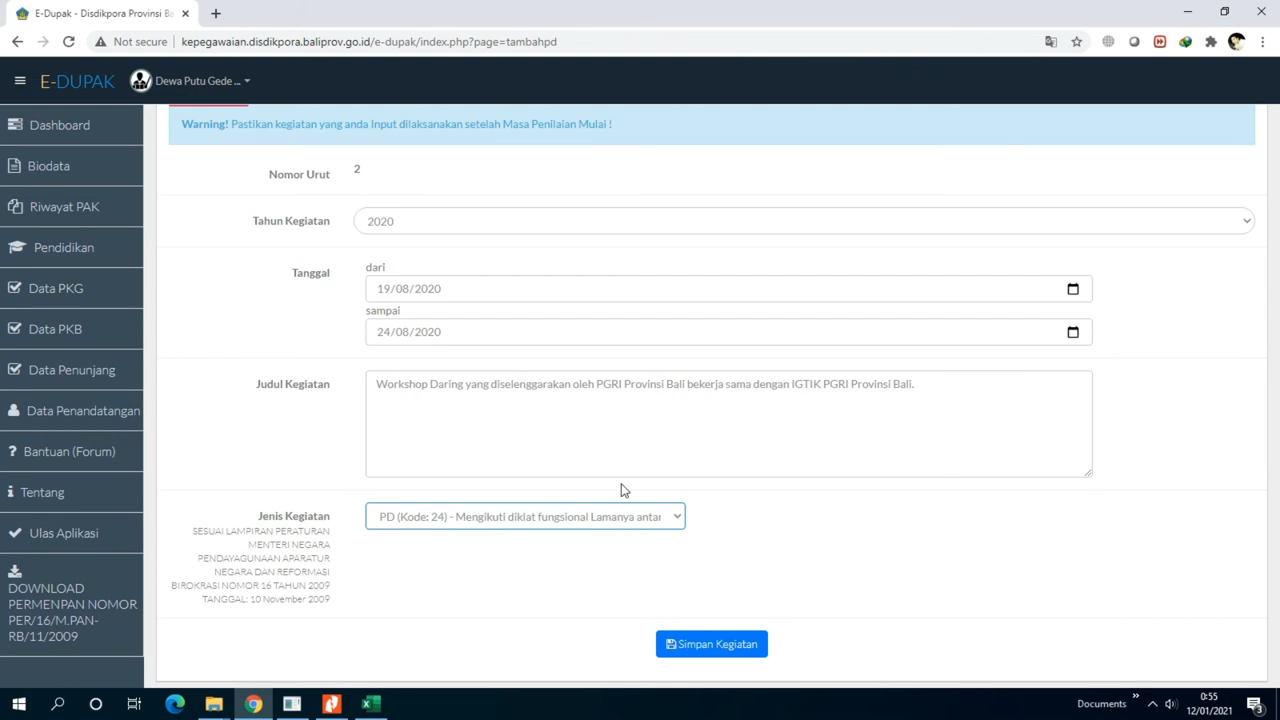 E-Dupak - Disdikpora Provinsi Ba
Not secure
kepegawaian.disdikpora.baliprov.go.id/e-dupak/index.php?page=tambahpd
E-DUPAK
Dewa Putu Gede ...
Dashboard
Biodata
Riwayat PAK
Pendidikan
Data PKG
Data PKB
Data Penunjang
Data Penandatangan
Bantuan (Forum)
Tentang
Ulas Aplikasi
DOWNLOAD
PERMENPAN NOMOR
PER/16/M.PAN-
RB/11/2009
Warning! Pastikan kegiatan yang anda Input dilaksanakan setelah Masa Penilaian Mulai !
Nomor Urut 2
Tahun Kegiatan 2020
Tanggal dari
19/08/2020
sampai
24/08/2020
Judul Kegiatan Workshop Daring yang diselenggarakan oleh PGRI Provinsi Bali bekerja sama dengan IGTIK PGRI Provinsi Bali.
Jenis Kegiatan PD (Kode: 24) - Mengikuti diklat fungsional Lamanya antar
SESUAI LAMPIRAN PERATURAN
MENTERI NEGARA
PENDAYAGUNAAN APARATUR
NEGARA DAN REFORMASI
BIROKRASI NOMOR 16 TAHUN 2009
TANGGAL: 10 November 2009
Simpan Kegiatan
Documents
0:55
12/01/2021
3